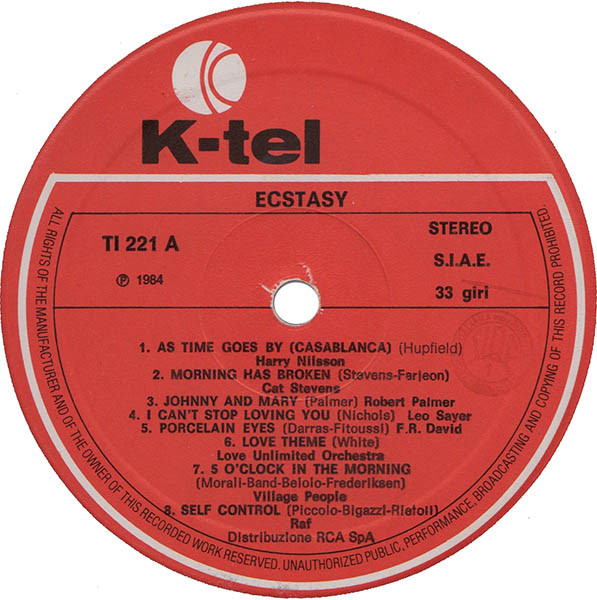 K-tel
ECSTASY
TI 221 A
STEREO
S.I.A.E.
℗ 1984
33 giri
1. AS TIME GOES BY (CASABLANCA) (Hupfield)
Harry Nilsson
2. MORNING HAS BROKEN (Stevens-Farjeon)
Cat Stevens
3. JOHNNY AND MARY (Palmer) Robert Palmer
4. I CAN'T STOP LOVING YOU (Nichols) Leo Sayer
5. PORCELAIN EYES (Darras-Fitoussi) F.R. David
6. LOVE THEME (White)
Love Unlimited Orchestra
7. 5 O'CLOCK IN THE MORNING
(Morali-Band-Belolo-Frederiksen)
Village People
8. SELF CONTROL (Piccolo-Bigazzi-Riefoli)
Raf
Distribuzione RCA SpA
ALL RIGHTS OF THE MANUFACTURER AND OF THE OWNER OF THIS RECORDED WORK RESERVED. UNAUTHORIZED PUBLIC, PERFORMANCE, BROADCASTING AND COPYING OF THIS RECORD PROHIBITED.